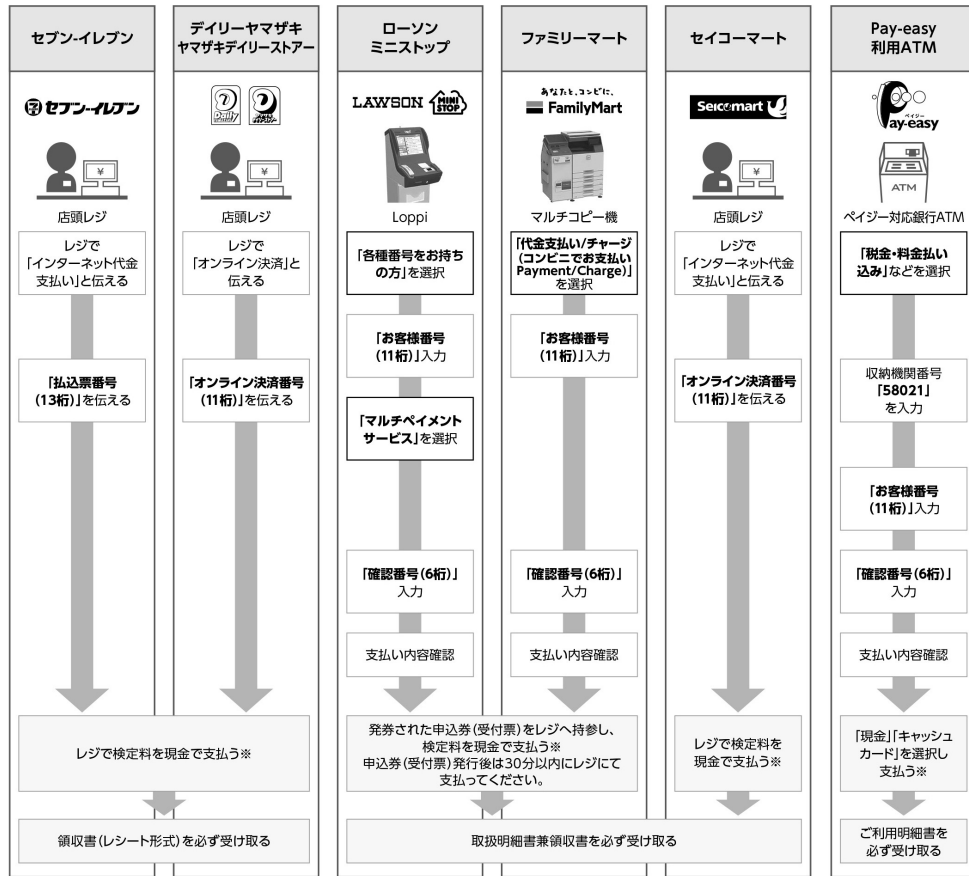 セブン-イレブン
セブン-イレブン
店頭レジ
レジで
「インターネット代金
支払い」と伝える
「払込票番号
(13桁)」を伝える
デイリーヤマザキ
ヤマザキデイリーストアー
Daily
店頭レジ
レジで
「オンライン決済」と
伝える
「オンライン決済番号
(11桁)」を伝える
レジで検定料を現金で支払う※
領収書(レシート形式)を必ず受け取る
ローソン
ミニストップ
LAWSON
MINI
STOP
Loppi
「各種番号をお持ち
の方」を選択
「お客様番号
(11桁)」入力
「マルチペイメント
サービス」を選択
「確認番号(6桁)」
入力
支払い内容確認
ファミリーマート
あなたと、コンビに、
FamilyMart
マルチコピー機
「代金支払い/チャージ
(コンビニでお支払い
Payment/Charge)」
を選択
「お客様番号
(11桁)」入力
「確認番号(6桁)」
入力
支払い内容確認
発券された申込券(受付票)をレジへ持参し、
検定料を現金で支払う※
申込券(受付票)発行後は30分以内にレジにて
支払ってください。
セイコーマート
Seicomart
店頭レジ
レジで
「インターネット代金
支払い」と伝える
「オンライン決済番号
(11桁)」を伝える
レジで検定料を
現金で支払う※
取扱明細書兼領収書を必ず受け取る
Pay-easy
利用ATM
ペイジー
Pay-easy
ATM
ペイジー対応銀行ATM
「税金・料金払い
込み」などを選択
収納機関番号
「58021」
を入力
「お客様番号
(11桁)」入力
「確認番号(6桁)」
入力
支払い内容確認
「現金」「キャッシュ
カード」を選択し
支払う※
ご利用明細書を
必ず受け取る